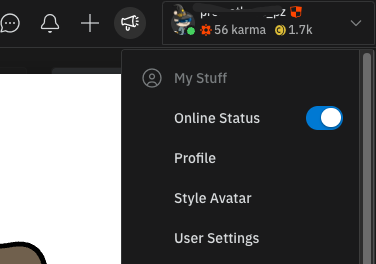 56 karma 1.7k
My Stuff
Online Status
Profile
Style Avatar
User Settings